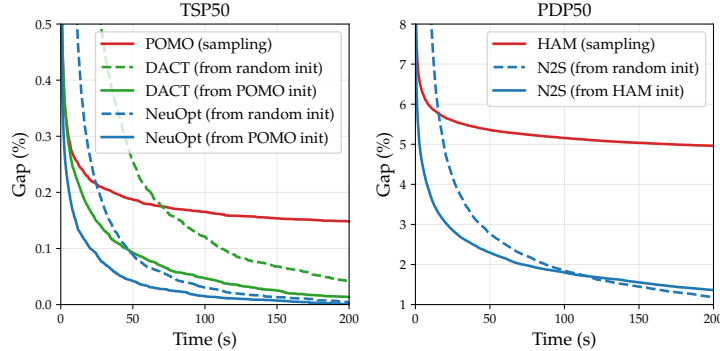 TSP50
Gap (%)
0.5
0.4
0.3
0.2
0.1
0.0
POMO (sampling)
DACT (from random init)
DACT (from POMO init)
NeuOpt (from random init)
NeuOpt (from POMO init)
0
50
100
150
200
Time (s)
PDP50
Gap (%)
8
7
6
5
4
3
2
1
HAM (sampling)
N2S (from random init)
N2S (from HAM init)
0
50
100
150
200
Time (s)